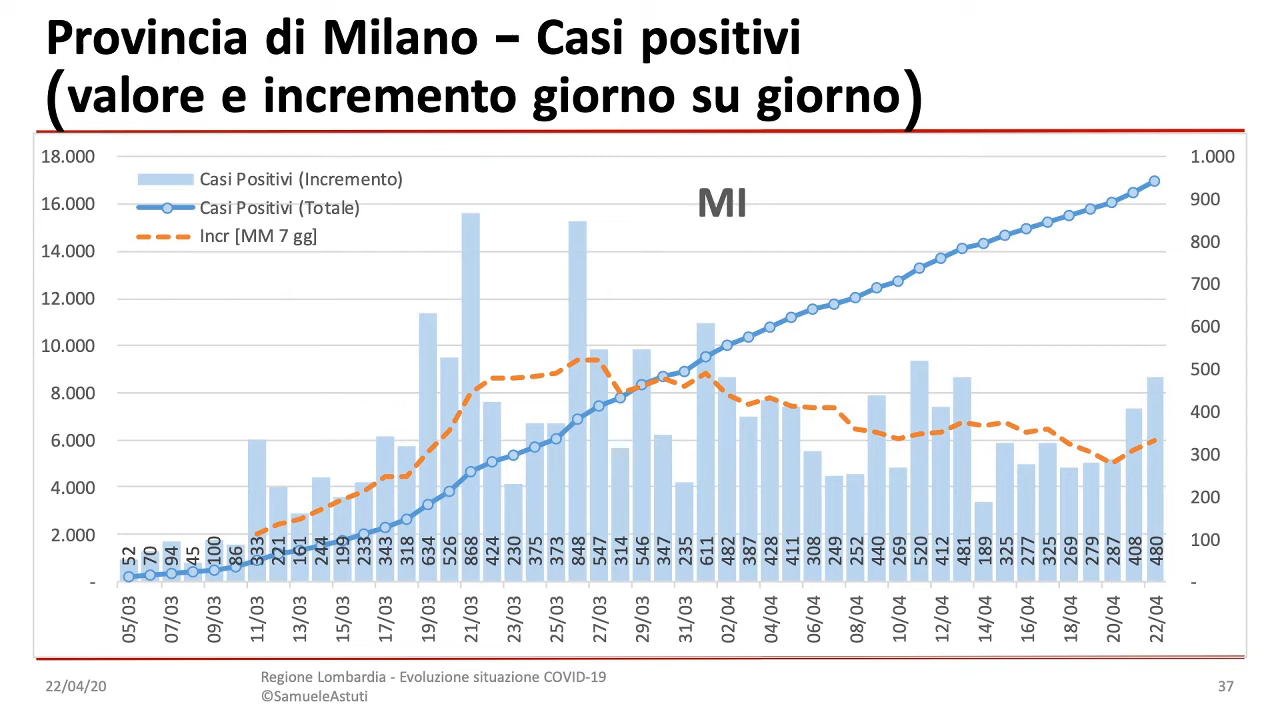 Provincia di Milano – Casi positivi
(valore e incremento giorno su giorno)
18.000
16.000
14.000
12.000
10.000
8.000
6.000
4.000
2.000
-
Casi Positivi (Incremento)
Casi Positivi (Totale)
Incr [MM 7 gg]
MI
1.000
900
800
700
600
500
400
300
200
100
-
52 70 94 45 100 86 333 221 161 244 199 233 343 318 634 526 868 424 230 375 373 848 547 314 546 347 235 611 482 387 428 411 308 249 252 440 269 520 412 481 189 325 277 325 269 279 287 408 480
05/03 07/03 09/03 11/03 13/03 15/03 17/03 19/03 21/03 23/03 25/03 27/03 29/03 31/03 02/04 04/04 06/04 08/04 10/04 12/04 14/04 16/04 18/04 20/04 22/04
22/04/20
Regione Lombardia - Evoluzione situazione COVID-19
©SamueleAstuti
37